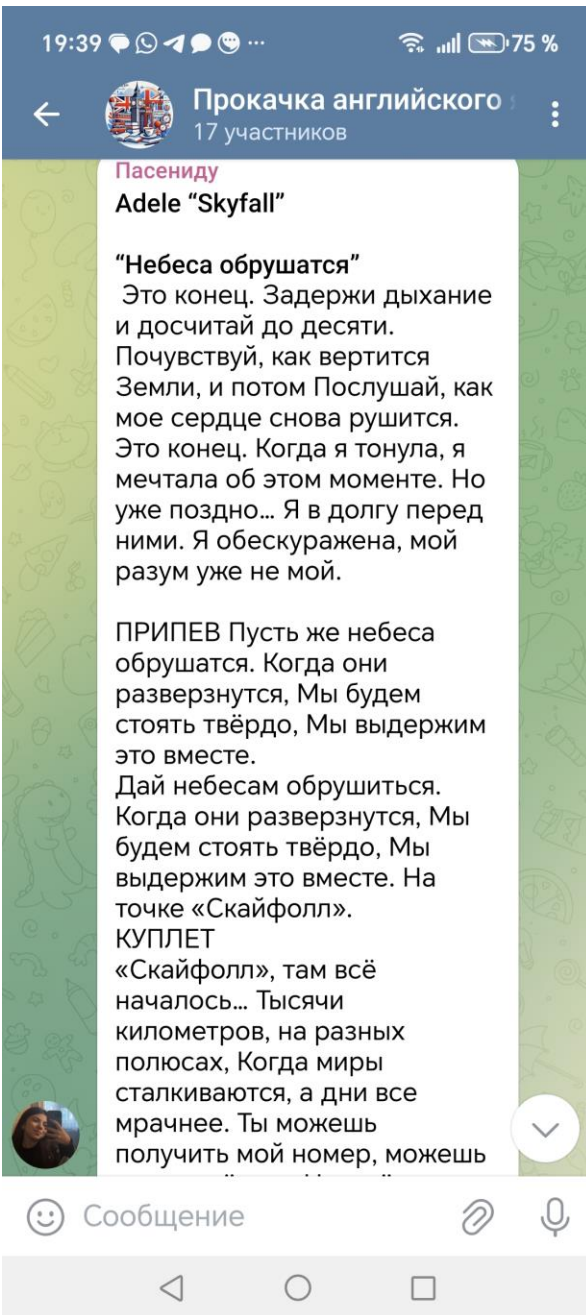 19:39 ... 75 %
Прокачка английского
17 участников
Пасениду
Adele “Skyfall”
“Небеса обрушатся”
Это конец. Задержи дыхание
и досчитай до десяти.
Почувствуй, как вертится
Земли, и потом Послушай, как
мое сердце снова рушится.
Это конец. Когда я тонула, я
мечтала об этом моменте. Но
уже поздно... Я в долгу перед
ними. Я обескуражена, мой
разум уже не мой.
ПРИПЕВ Пусть же небеса
обрушатся. Когда они
разверзнутся, Мы будем
стоять твёрдо, Мы выдержим
это вместе.
Дай небесам обрушиться.
Когда они разверзнутся, Мы
будем стоять твёрдо, Мы
выдержим это вместе. На
точке «Скайфолл».
КУПЛЕТ
«Скайфолл», там всё
началось... Тысячи
километров, на разных
полюсах, Когда миры
сталкиваются, а дни все
мрачнее. Ты можешь
получить мой номер, можешь
Сообщение